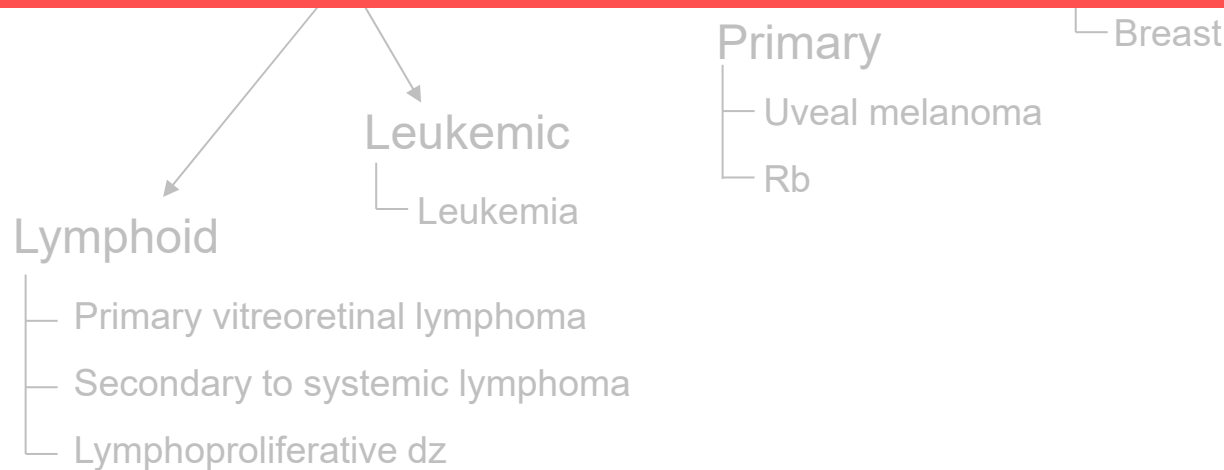 Primary
Breast
Uveal melanoma
Rb
Leukemic
Leukemia
Lymphoid
Primary vitreoretinal lymphoma
Secondary to systemic lymphoma
Lymphoproliferative dz